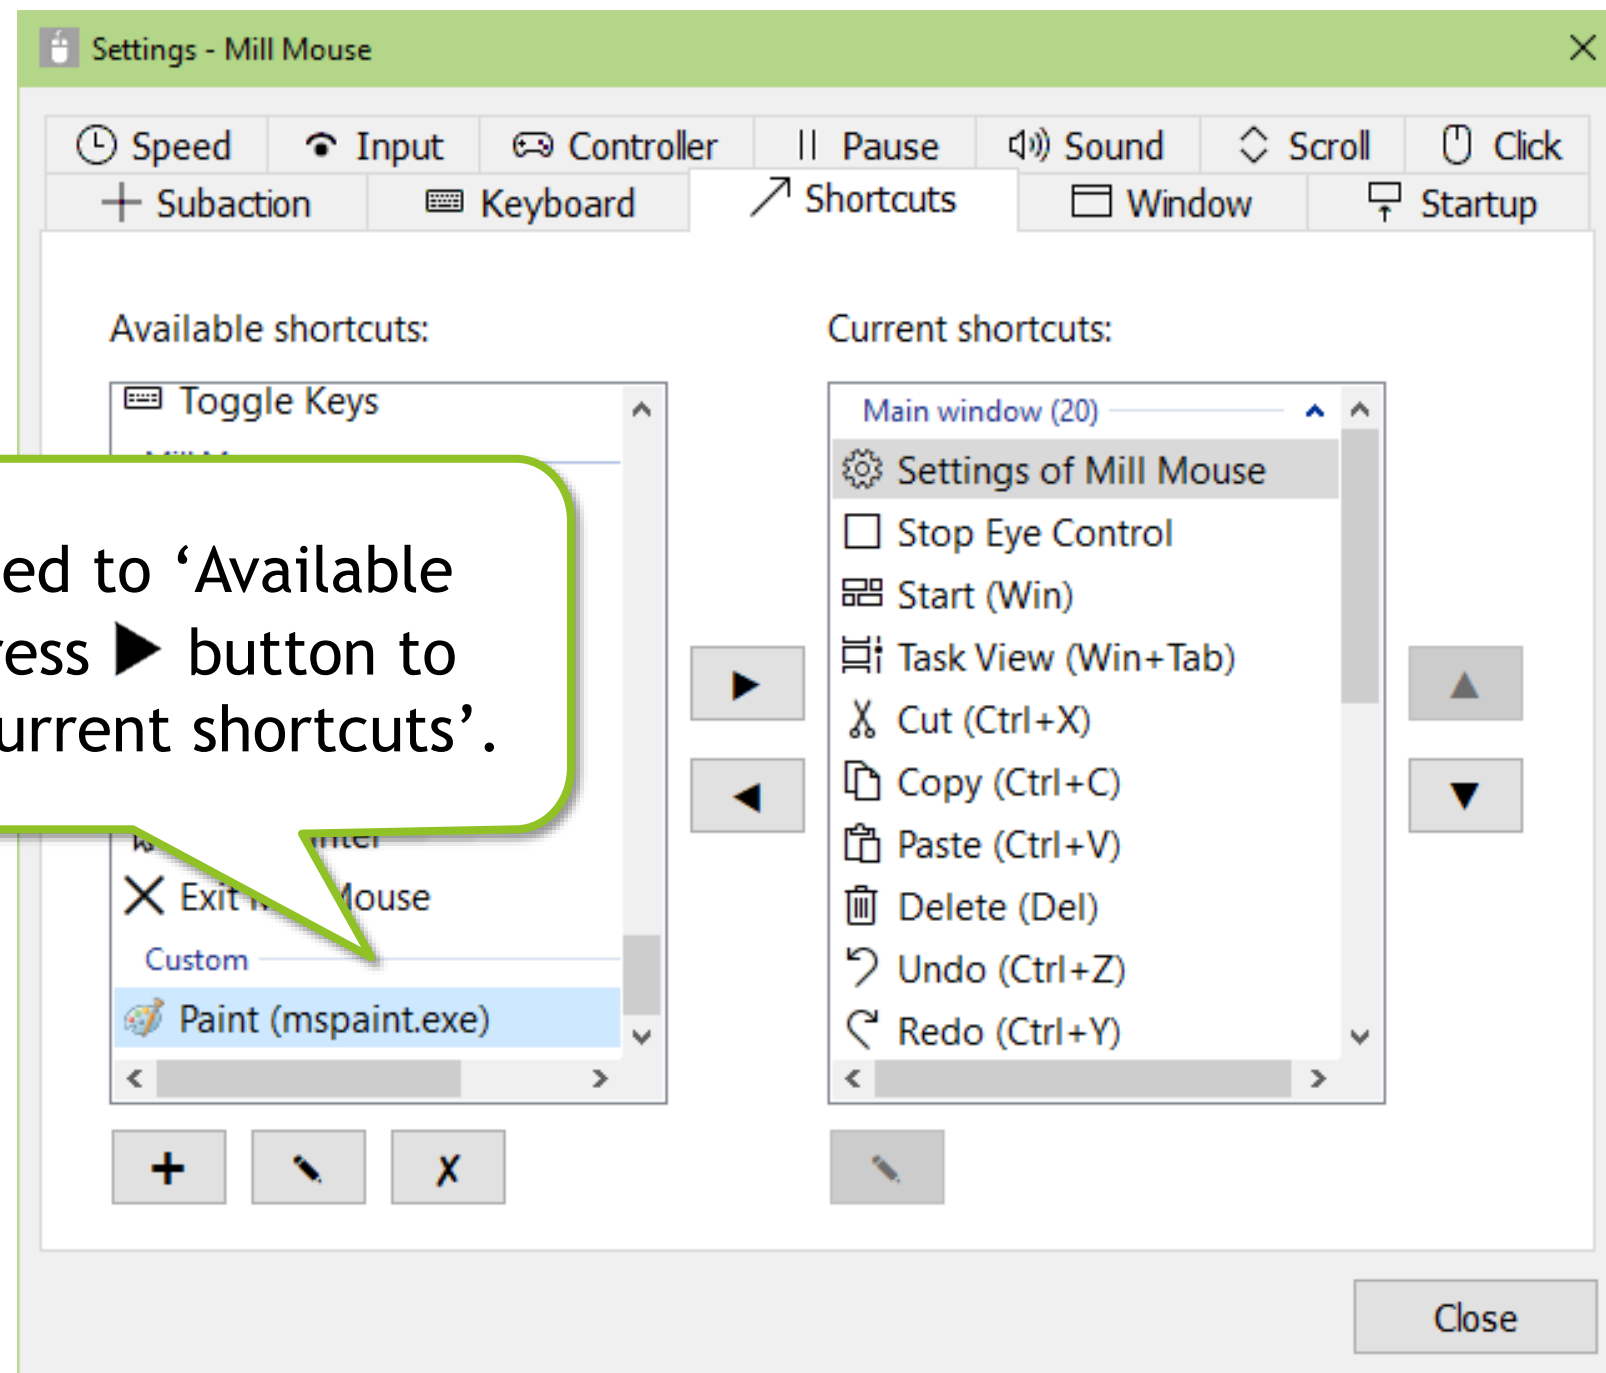 Settings - Mill Mouse
Speed Input Controller Pause Sound Scroll Click
Subaction Keyboard Shortcuts Window Startup
Available shortcuts:
Toggle Keys
ed to ‘Available
ress ▶ button to
urrent shortcuts’.
Exit Mouse
Custom
Paint (mspaint.exe)
Current shortcuts:
Main window (20)
Settings of Mill Mouse
Stop Eye Control
Start (Win)
Task View (Win+Tab)
Cut (Ctrl+X)
Copy (Ctrl+C)
Paste (Ctrl+V)
Delete (Del)
Undo (Ctrl+Z)
Redo (Ctrl+Y)
Close